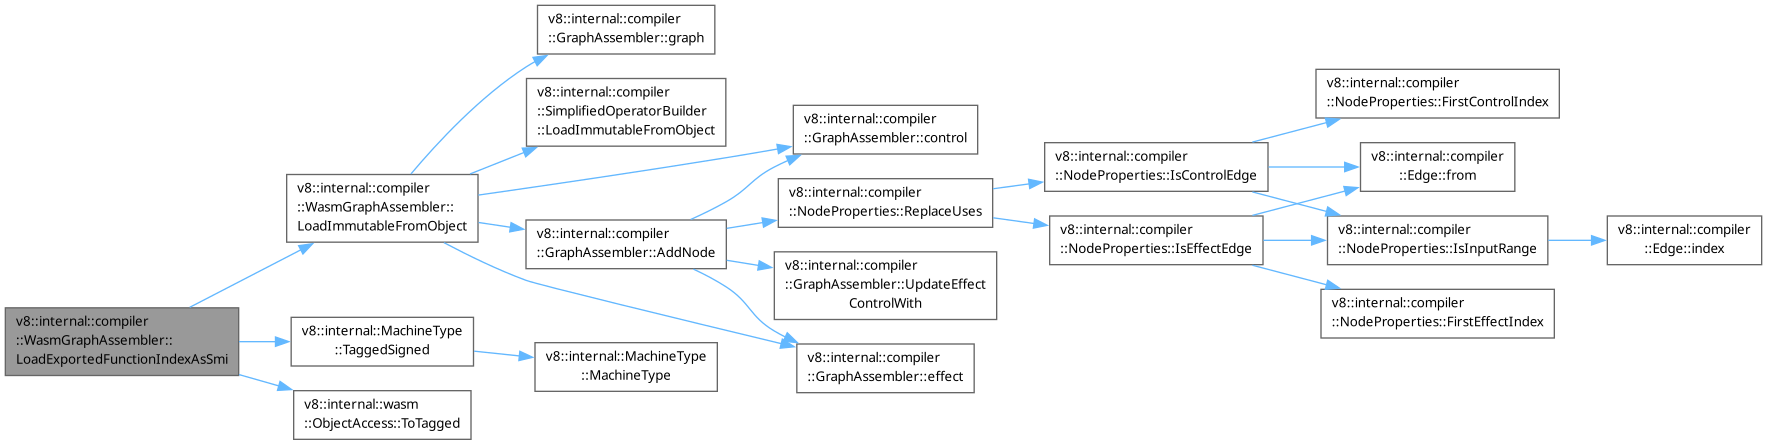 v8::internal::compiler
::GraphAssembler::graph
v8::internal::compiler
::SimplifiedOperatorBuilder
::LoadImmutableFromObject
v8::internal::compiler
::GraphAssembler::control
v8::internal::compiler
::NodeProperties::FirstControlIndex
v8::internal::compiler
::NodeProperties::IsControlEdge
v8::internal::compiler
::Edge::from
v8::internal::compiler
::WasmGraphAssembler::
LoadImmutableFromObject
v8::internal::compiler
::NodeProperties::ReplaceUses
v8::internal::compiler
::GraphAssembler::AddNode
v8::internal::compiler
::NodeProperties::IsEffectEdge
v8::internal::compiler
::NodeProperties::IsInputRange
v8::internal::compiler
::Edge::index
v8::internal::compiler
::GraphAssembler::UpdateEffect
ControlWith
v8::internal::compiler
::NodeProperties::FirstEffectIndex
v8::internal::compiler
::WasmGraphAssembler::
LoadExportedFunctionIndexAsSmi
v8::internal::MachineType
::TaggedSigned
v8::internal::MachineType
::MachineType
v8::internal::compiler
::GraphAssembler::effect
v8::internal::wasm
::ObjectAccess::ToTagged